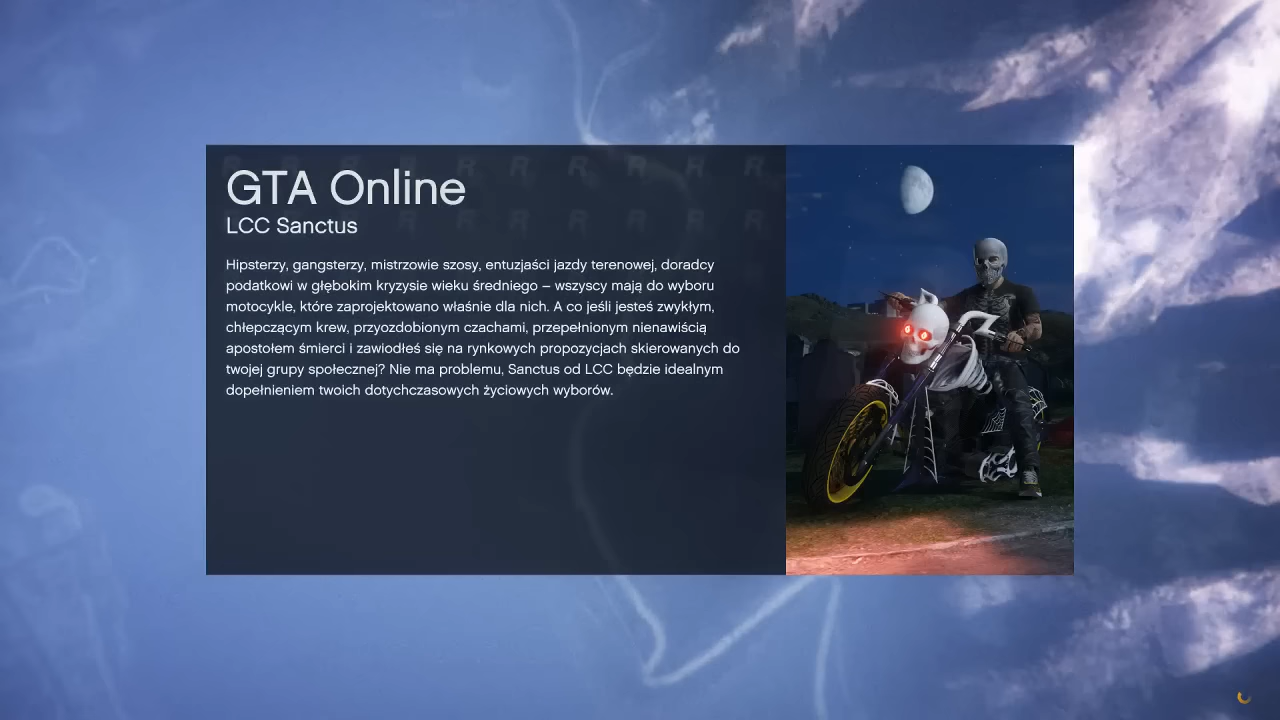 GTA Online
LCC Sanctus
Hipsterzy, gangsterzy, mistrzowie szosy, entuzjaści jazdy terenowej, doradcy
podatkowi w głębokim kryzysie wieku średniego – wszyscy mają do wyboru
motocykle, które zaprojektowano właśnie dla nich. A co jeśli jesteś zwykłym,
chłepczącym krew, przyozdobionym czachami, przepełnionym nienawiścią
apostołem śmierci i zawiodłeś się na rynkowych propozycjach skierowanych do
twojej grupy społecznej? Nie ma problemu, Sanctus od LCC będzie idealnym
dopełnieniem twoich dotychczasowych życiowych wyborów.